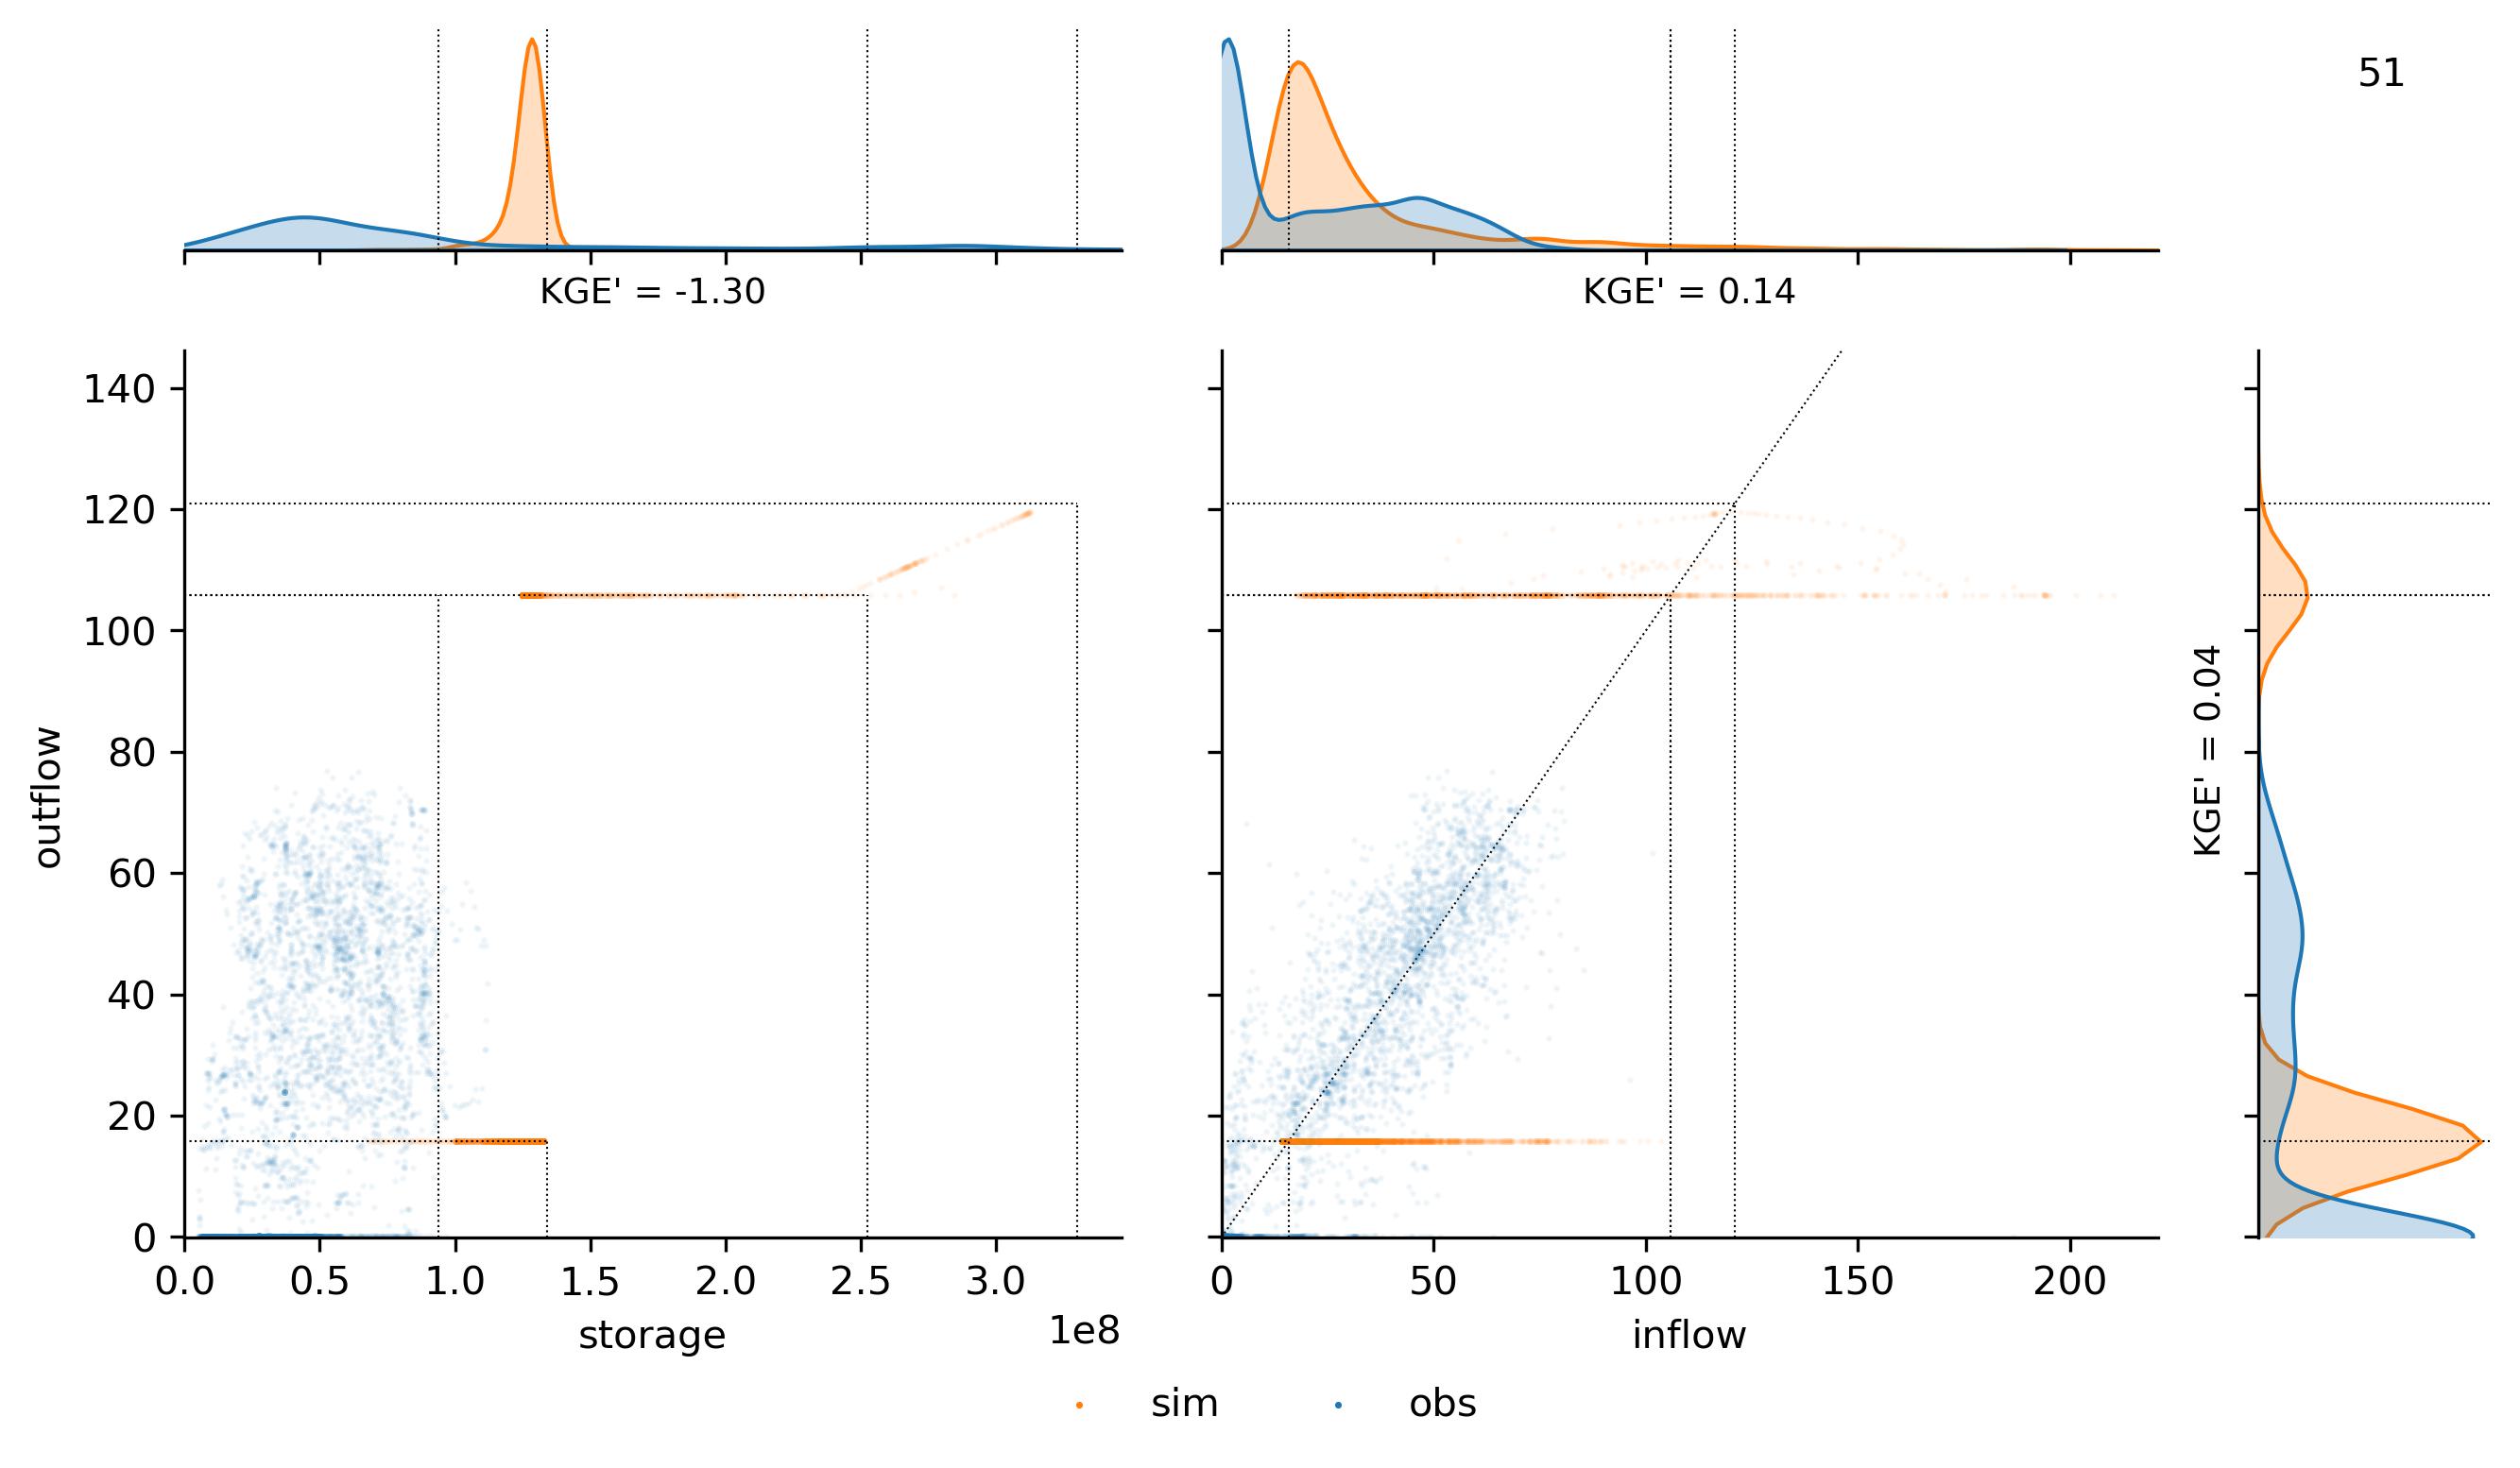 51
KGE' = -1.30
KGE' = 0.14
140
120
100
80
60
40
20
0
outflow
KGE' = 0.04
0.0 0.5 1.0 1.5 2.0 2.5 3.0
0 50 100 150 200
storage
1e8
inflow
sim
obs